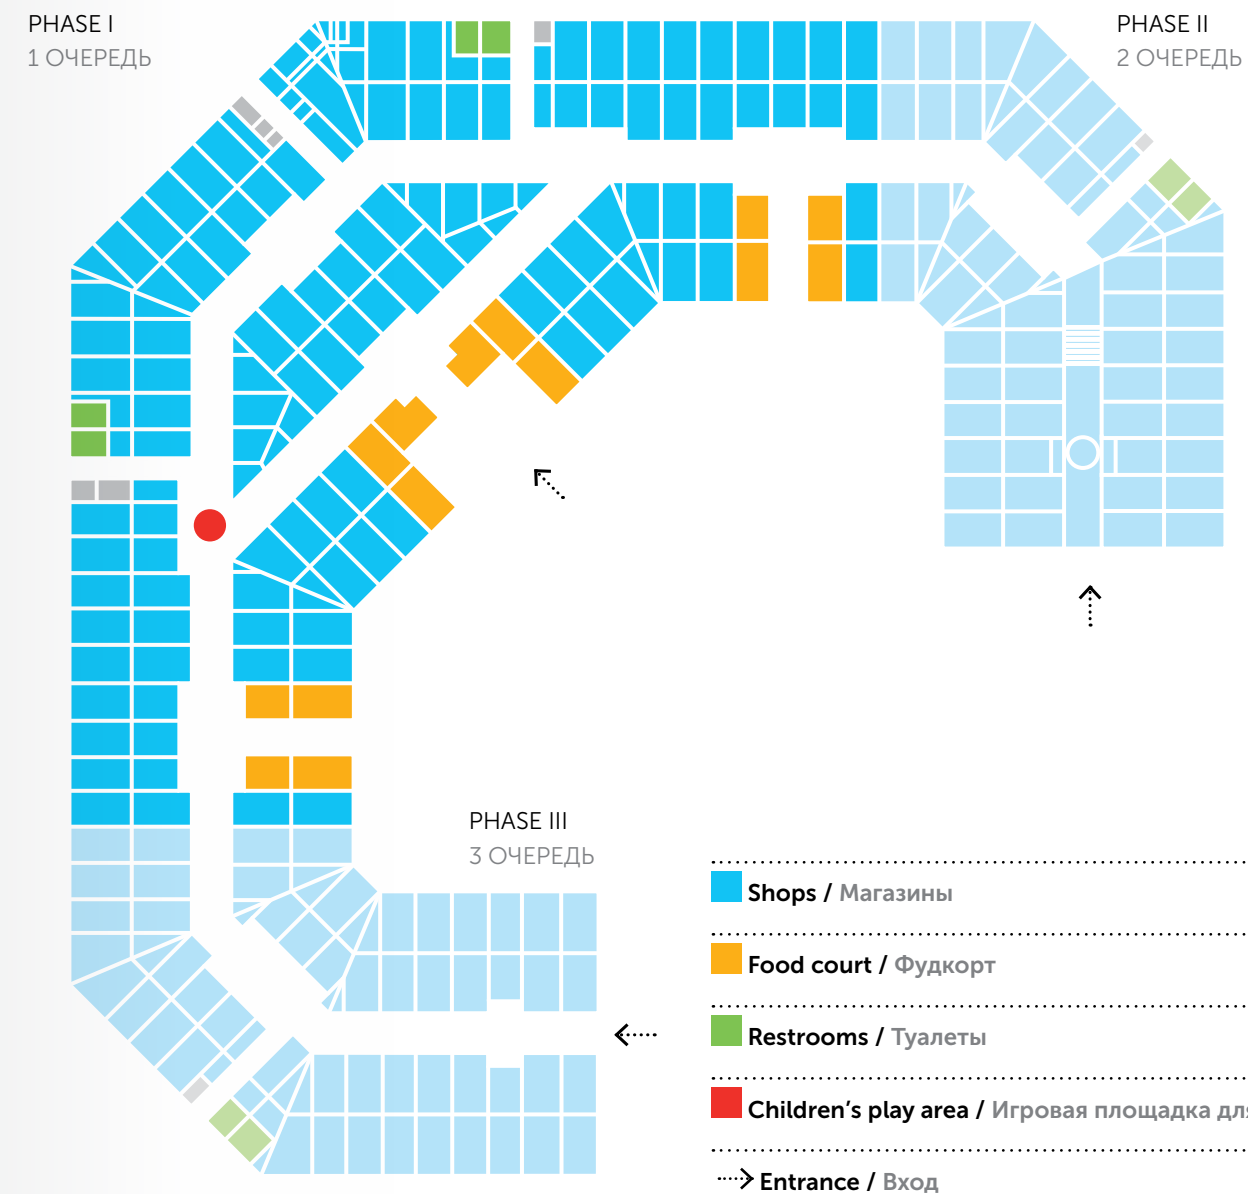 PHASE I
1 ОЧЕРЕДЬ
PHASE II
2 ОЧЕРЕДЬ
PHASE III
3 ОЧЕРЕДЬ
Shops / Магазины
Food court / Фудкорт
Restrooms / Туалеты
Children's play area / Игровая площадка для
Entrance / Вход